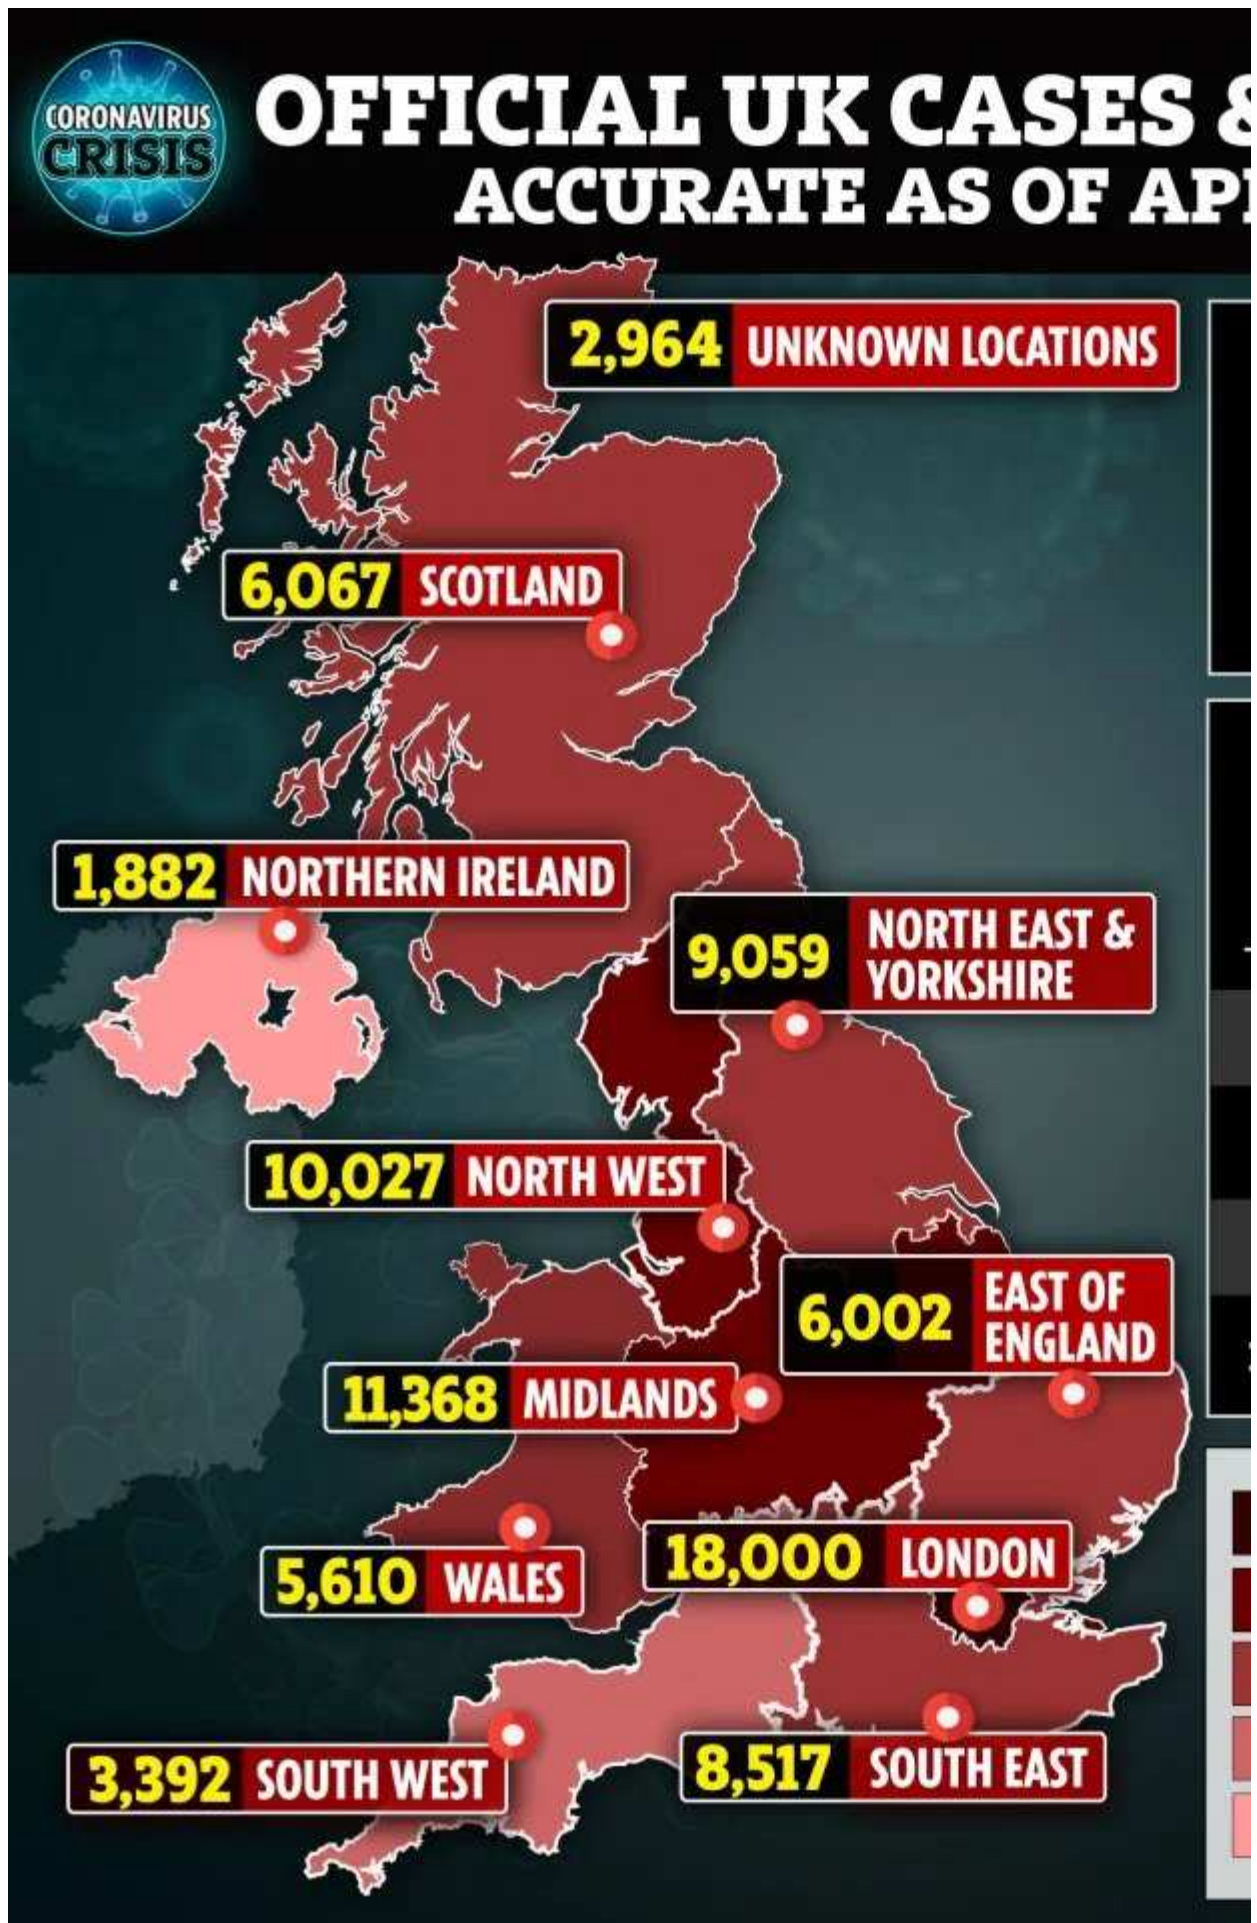 CORONAVIRUS
CRISIS
OFFICIAL UK CASES &
ACCURATE AS OF
2,964 UNKNOWN LOCATIONS
6,067 SCOTLAND
1,882 NORTHERN IRELAND
9,059 NORTH EAST &
YORKSHIRE
10,027 NORTH WEST
6,002 EAST OF
ENGLAND
11,368 MIDLANDS
5,610 WALES
18,000 LONDON
3,392 SOUTH WEST
8,517 SOUTH EAST